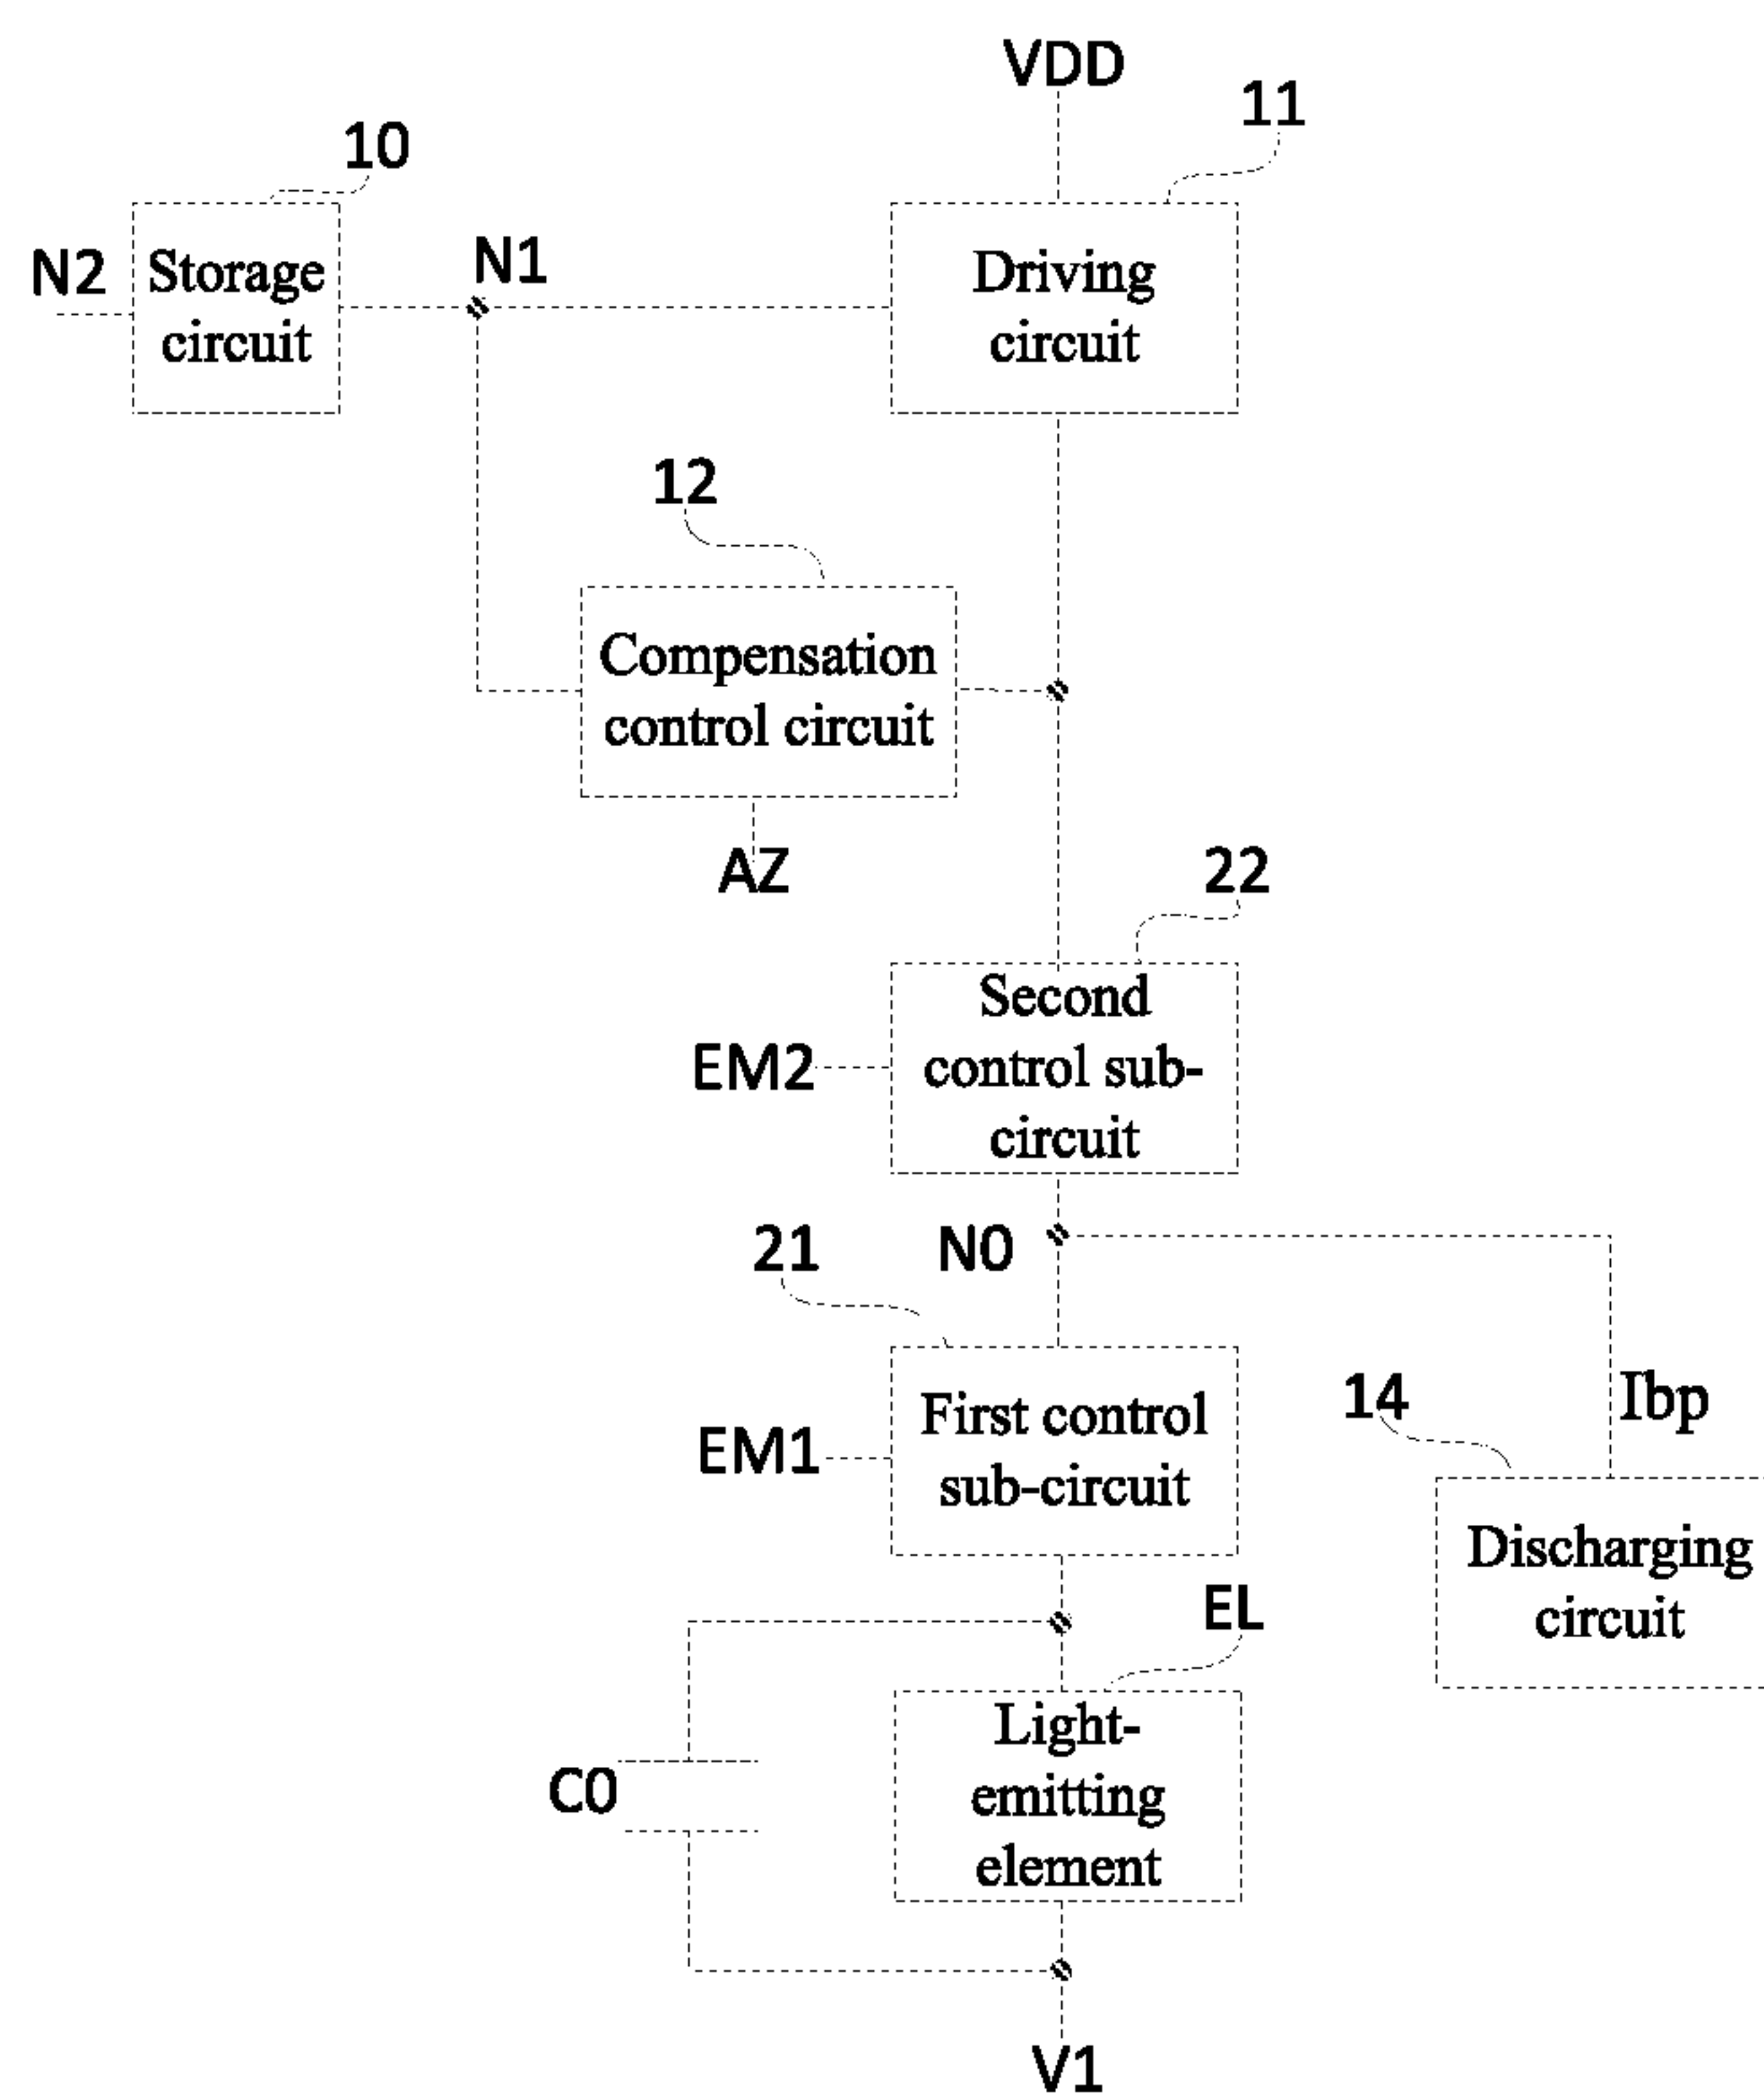 VDD
11
10
N2
Storage
circuit
N1
Driving
circuit
12
Compensation
control circuit
AZ
22
Second
control sub-
circuit
EM2
21
N0
First control
sub-circuit
EM1
14
Ibp
Discharging
circuit
EL
Light-
emitting
element
C0
V1